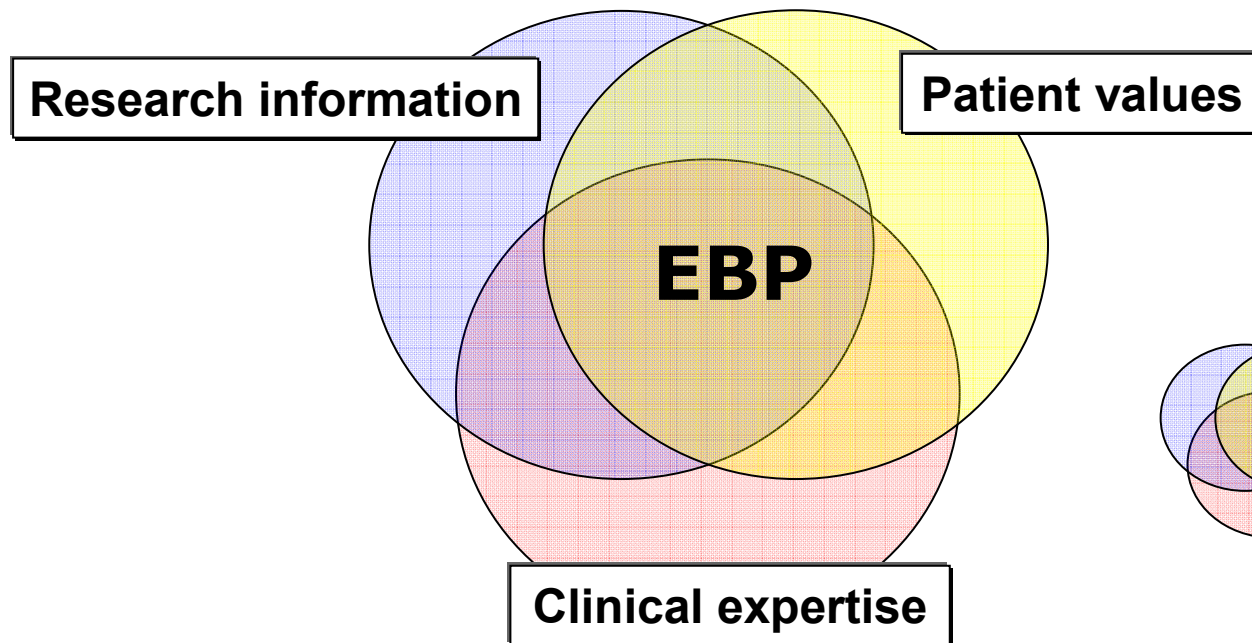 Research information
Patient values
EBP
Clinical expertise